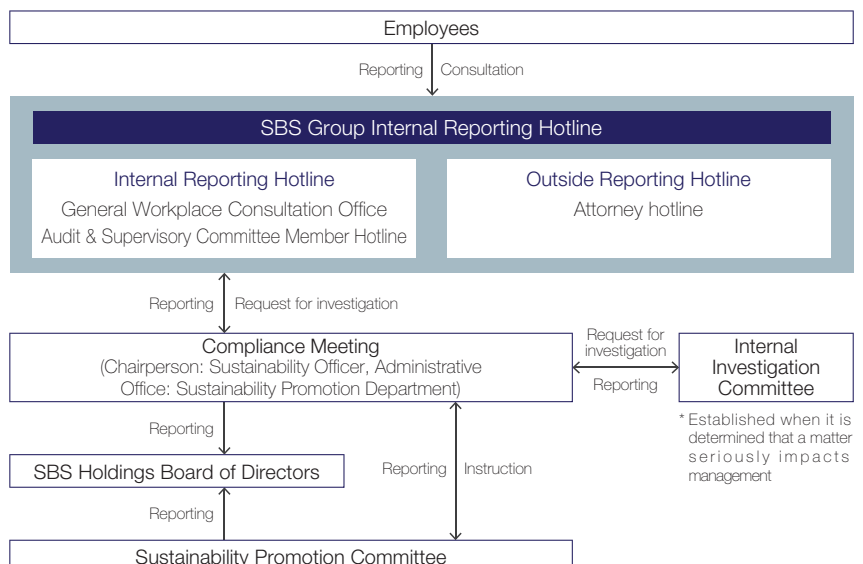 Employees
Reporting
Consultation
SBS Group Internal Reporting Hotline
Internal Reporting Hotline
General Workplace Consultation Office
Audit & Supervisory Committee Member Hotline
Outside Reporting Hotline
Attorney hotline
Reporting
Request for investigation
Compliance Meeting
(Chairperson: Sustainability Officer, Administrative
Office: Sustainability Promotion Department)
Request for
investigation
Reporting
Internal
Investigation
Committee
* Established when it is
determined that a matter
seriously impacts
management
Reporting
SBS Holdings Board of Directors
Reporting
Instruction
Reporting
Sustainability Promotion Committee